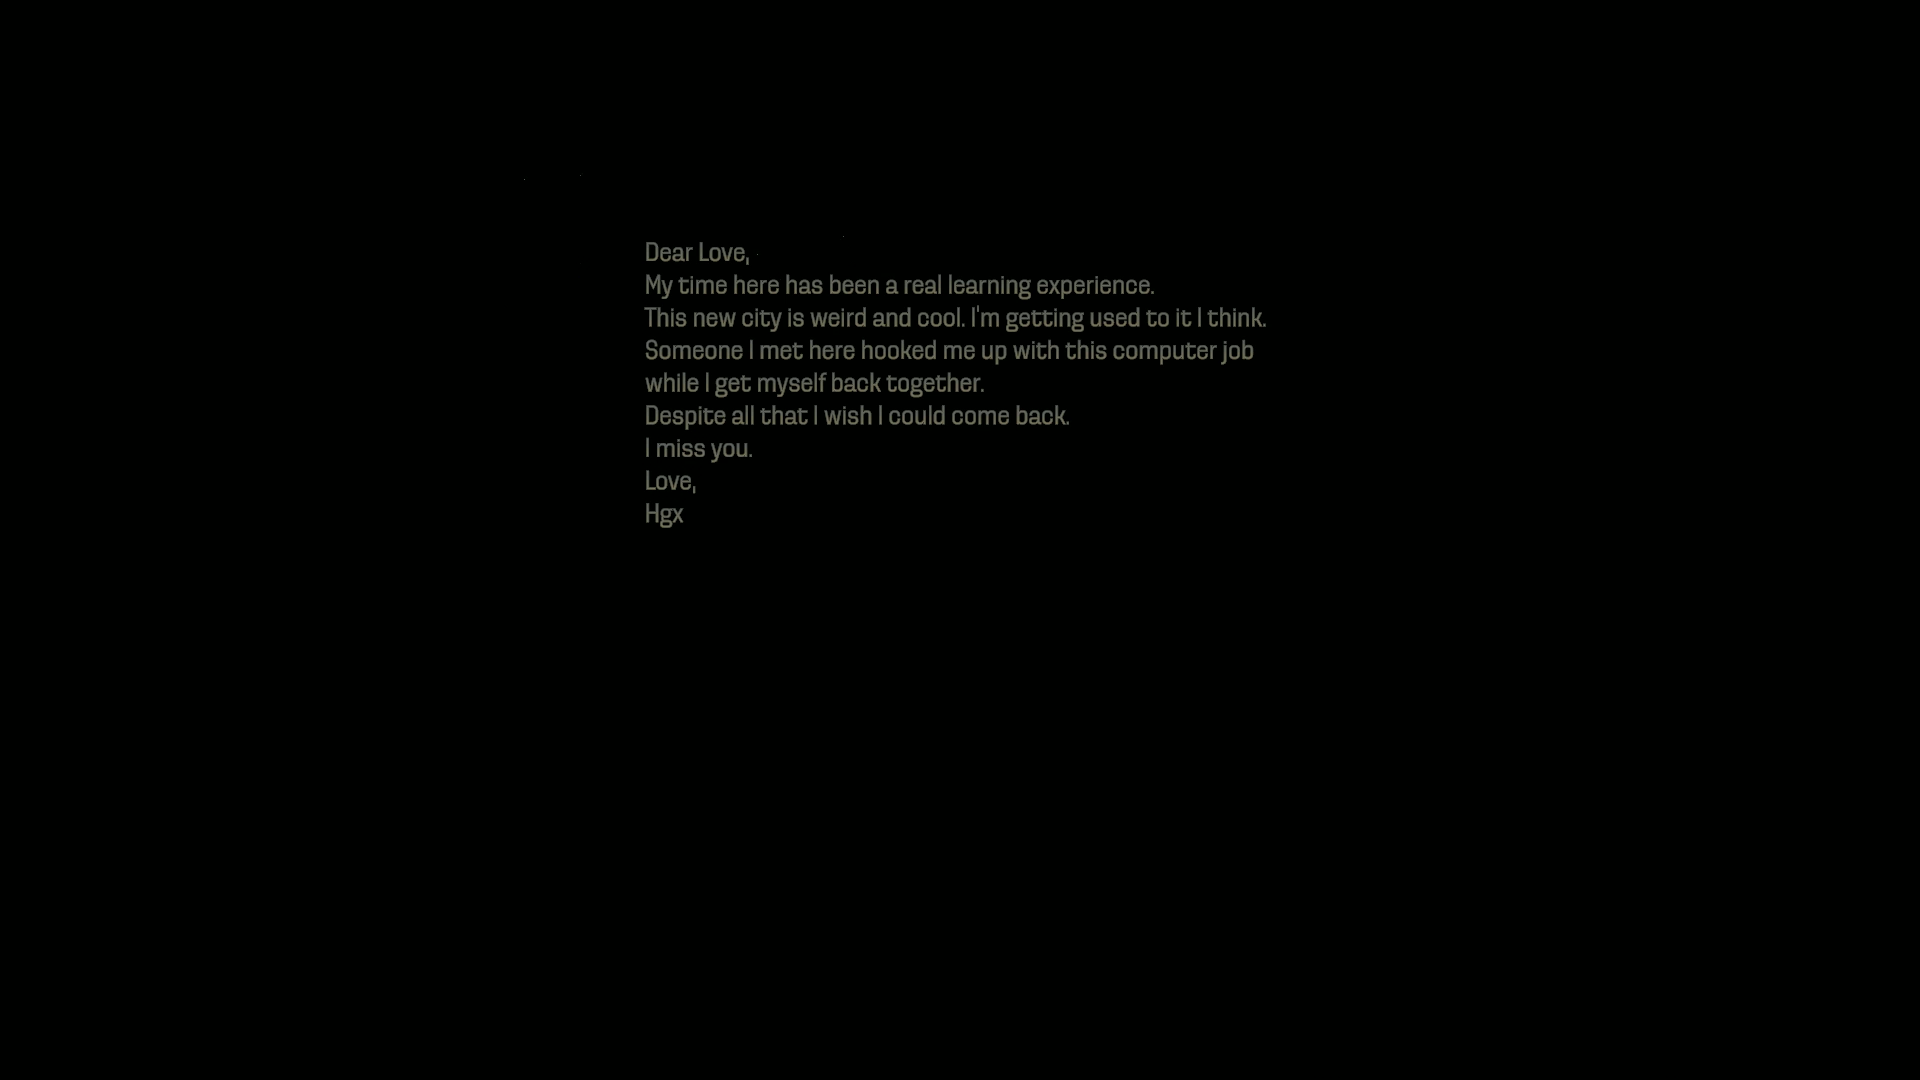 Dear Love,
My time here has been a real learning experience.
This new city is weird and cool. I'm getting used to it I think.
Someone I met here hooked me up with this computer job
while I get myself back together.
Despite all that I wish I could come back.
I miss you.
Love,
Hgx